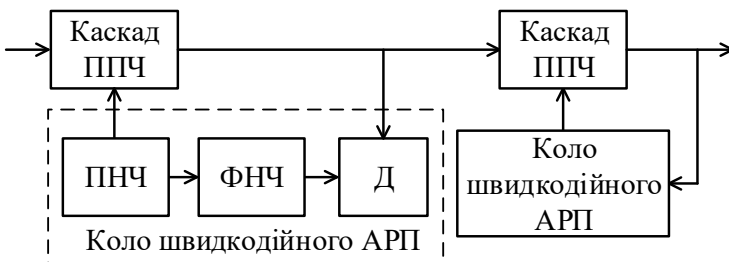 Каскад
ППЧ
Каскад
ППЧ
ПНЧ
ФНЧ
Д
Коло швидкодійного АРП
Коло
швидкодійного
АРП